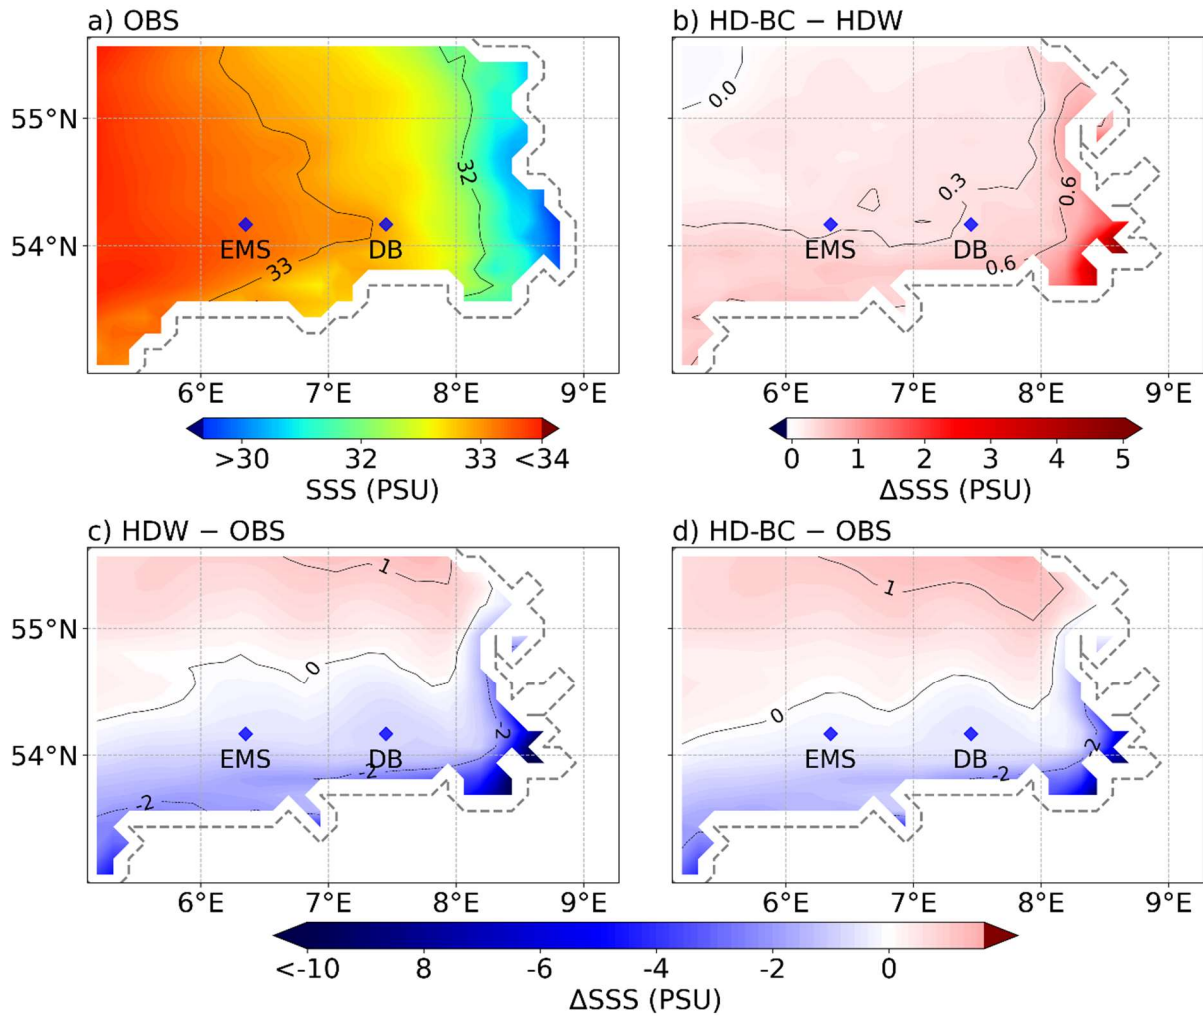 a) OBS
b) HD-BC − HDW
55°N
54°N
32
33
EMS
DB
0.0
0.3
0.6
0.6
EMS
DB
6°E 7°E 8°E 9°E
6°E 7°E 8°E 9°E
>30 32 33 <34
SSS (PSU)
0 1 2 3 4 5
ΔSSS (PSU)
c) HDW − OBS
d) HD-BC − OBS
55°N
54°N
1
0
-2
-2
-2
EMS
DB
1
0
-2
-2
EMS
DB
6°E 7°E 8°E 9°E
6°E 7°E 8°E 9°E
<-10 8 -6 -4 -2 0
ΔSSS (PSU)